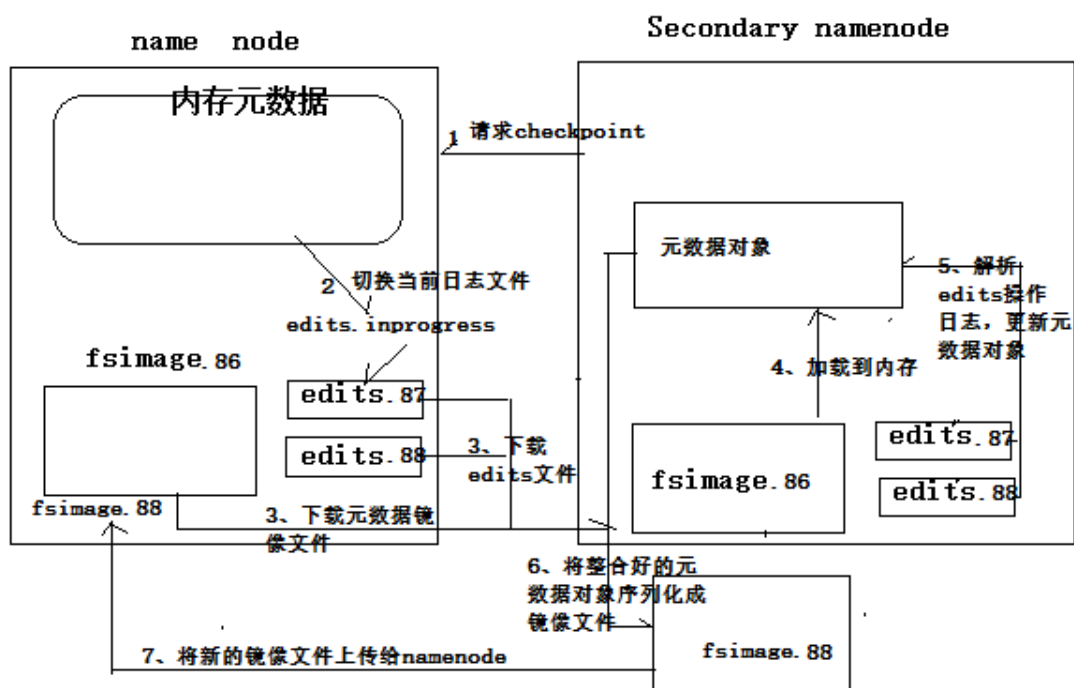 name node
Secondary namenode
内存元数据
1 请求checkpoint
2 切换当前日志文件
edits.inprogress
fsimage.86
edits.87
edits.88
fsimage.88
3、下载
edits文件
3、下载元数据镜
像文件
元数据对象
5、解析
edits操作
日志，更新元
数据对象
4、加载到内存
fsimage.86
edits.87
edits.88
6、将整合好的元
数据对象序列化成
镜像文件
fsimage.88
7、将新的镜像文件上传给namenode